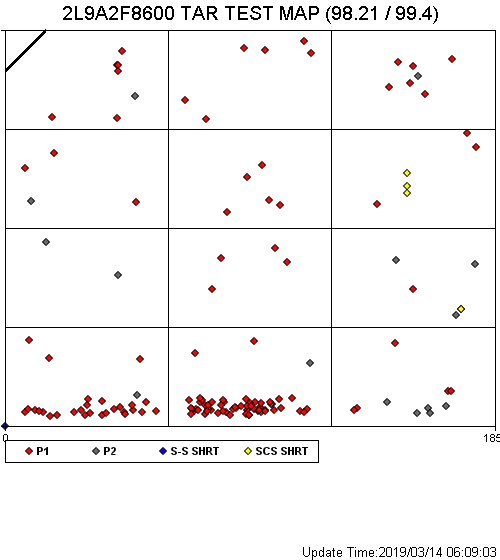 2L9A2F8600 TAR TEST MAP (98.21 / 99.4)
0 185
P1 P2 S-S SHRT SCS SHRT
Update Time:2019/03/14 06:09:03